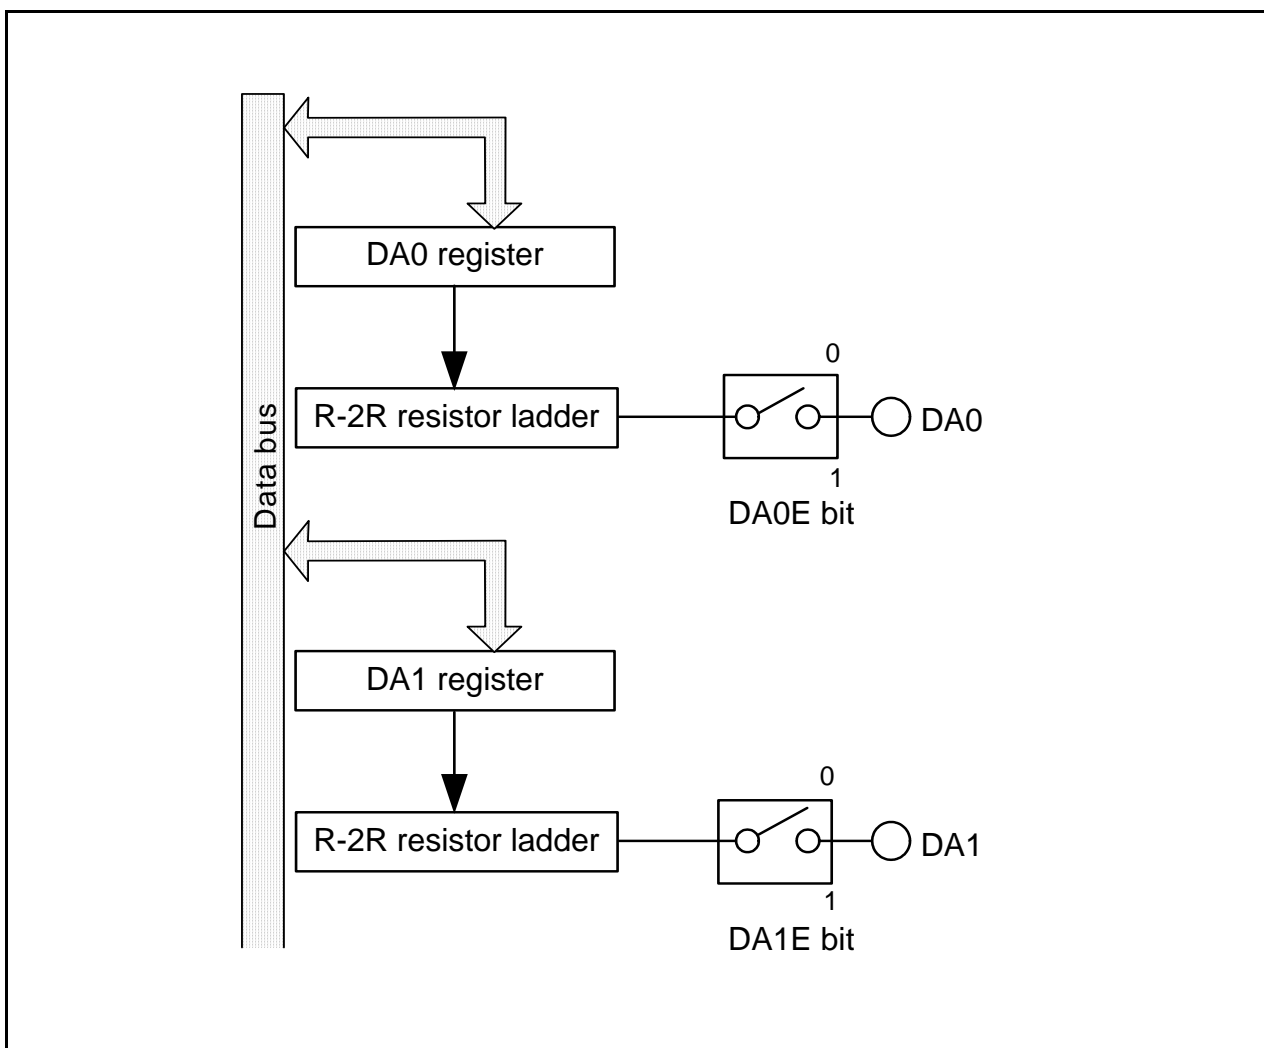 Data bus
DA0 register
R-2R resistor ladder
0
DA0
1
DA0E bit
DA1 register
R-2R resistor ladder
0
DA1
1
DA1E bit